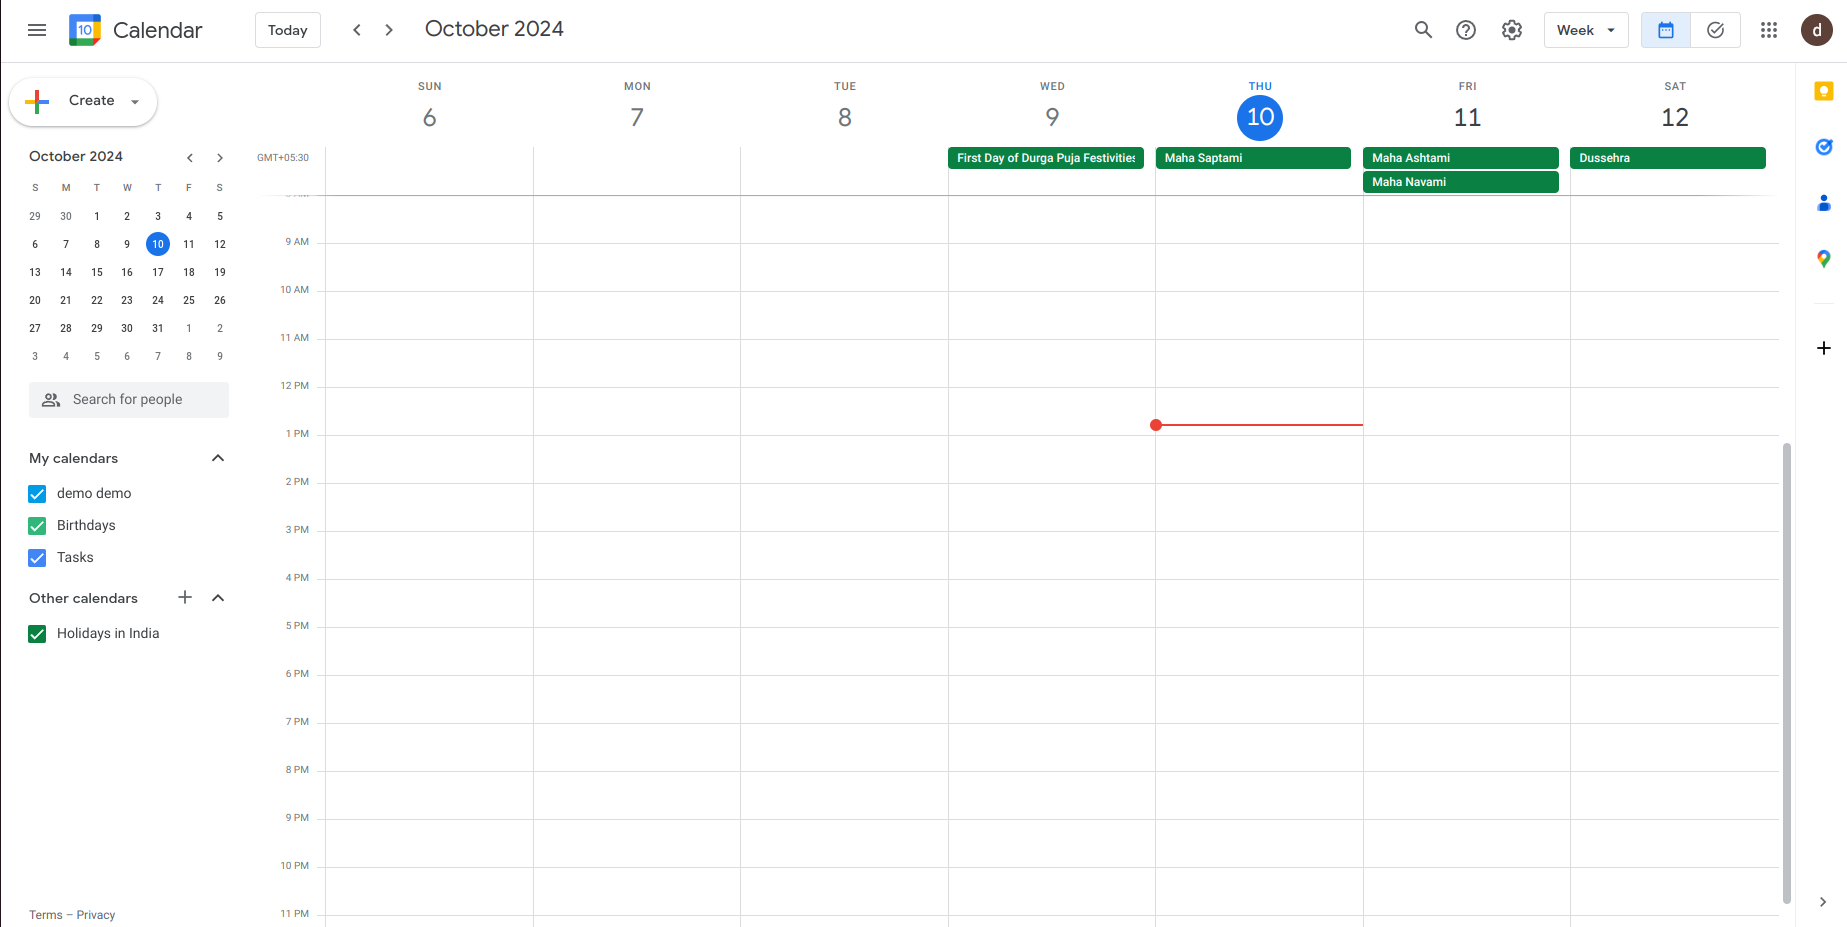 10
Calendar
Today
October 2024
Week
d
Create
October 2024
S M T W T F S
29 30 1 2 3 4 5
6 7 8 9 10 11 12
13 14 15 16 17 18 19
20 21 22 23 24 25 26
27 28 29 30 31 1 2
3 4 5 6 7 8 9
Search for people
My calendars
demo demo
Birthdays
Tasks
Other calendars
Holidays in India
Terms – Privacy
SUN MON TUE WED THU FRI SAT
6 7 8 9 10 11 12
GMT+05:30
First Day of Durga Puja Festivities
Maha Saptami
Maha Ashtami
Dussehra
Maha Navami
9 AM
10 AM
11 AM
12 PM
1 PM
2 PM
3 PM
4 PM
5 PM
6 PM
7 PM
8 PM
9 PM
10 PM
11 PM